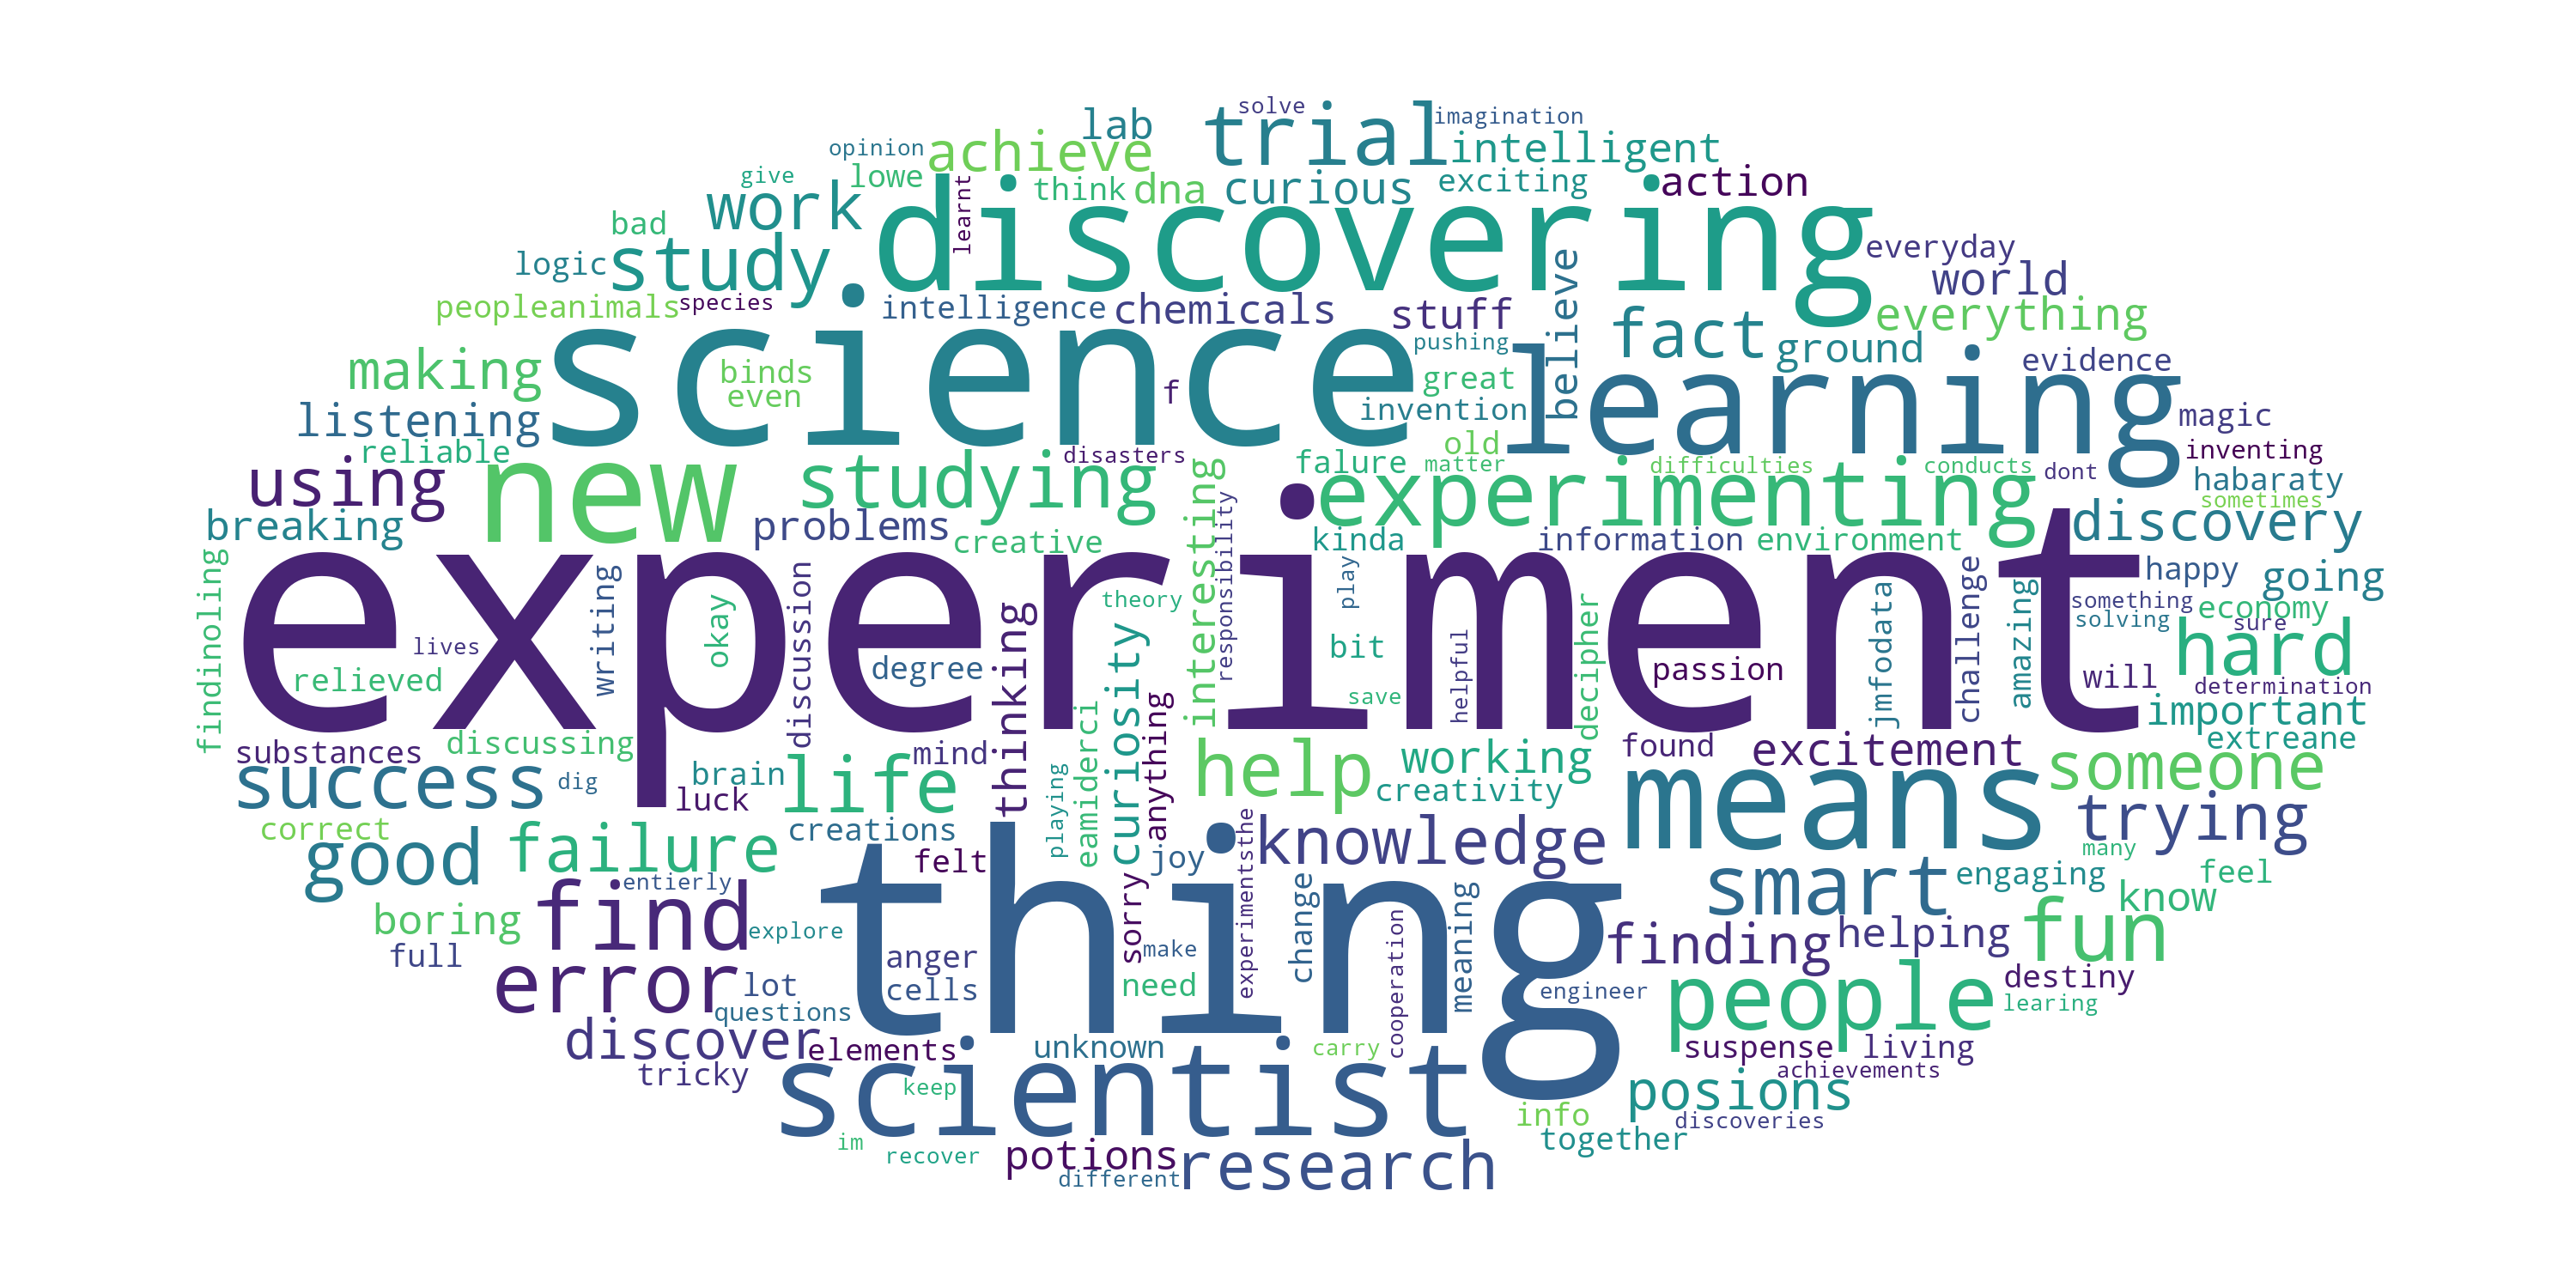 solve
imagination
lab
trial
opinion
achieve
intelligent
give
lowe
think
dna
curious
exciting
action
work
learnt
discovering
bad
study
logic
everyday
world
believe
peopleanimals
species
intelligence
chemicals
stuff
everything
science
fact
ground
pushing
evidence
making
binds
even
f
great
learning
invention
listening
magic
reliable
old
inventing
disasters
using
new
studying
interesting
falure
matter
experimenting
difficulties
conducts
dont
habaraty
sometimes
breaking
problems
creative
responsibility
kinda
information
environment
discovery
findinoling
experiment
writing
okay
discussion
thinking
theory
play
decipher
jmfodata
challenge
amazing
happy
going
something
economy
solving
sure
hard
lives
relieved
degree
curiosity
bit
helpful
passion
will
determination
save
important
extreane
substances
discussing
mind
eamiderci
anything
found
excitement
success
dig
brain
life
help
working
means
someone
luck
playing
creativity
correct
creations
experimentsthe
knowledge
trying
good
failure
felt
joy
many
thing
smart
engaging
feel
entierly
sorry
change
meaning
know
boring
find
explore
fun
full
anger
make
cooperation
finding
helping
error
lot
cells
need
engineer
people
destiny
learing
questions
discover
elements
unknown
carry
suspense
living
tricky
scientist
achievements
keep
posions
info
discoveries
im
recover
potions
research
together
different